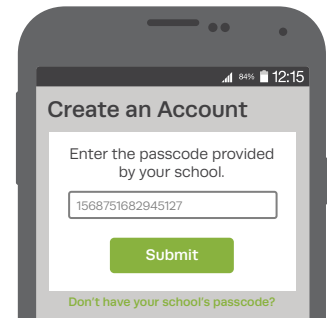 84% 12:15
Create an Account
Enter the passcode provided
by your school.
1568751682945127
Submit
Don't have your school's passcode?